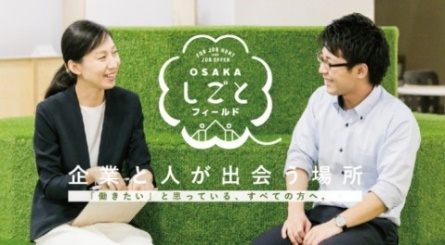 FOR JOB HUNT
AND
JOB OFFER
OSAKA
しごと
フィールド
企業と人が出会う場所
「働きたい」と思っている、すべての方へ。